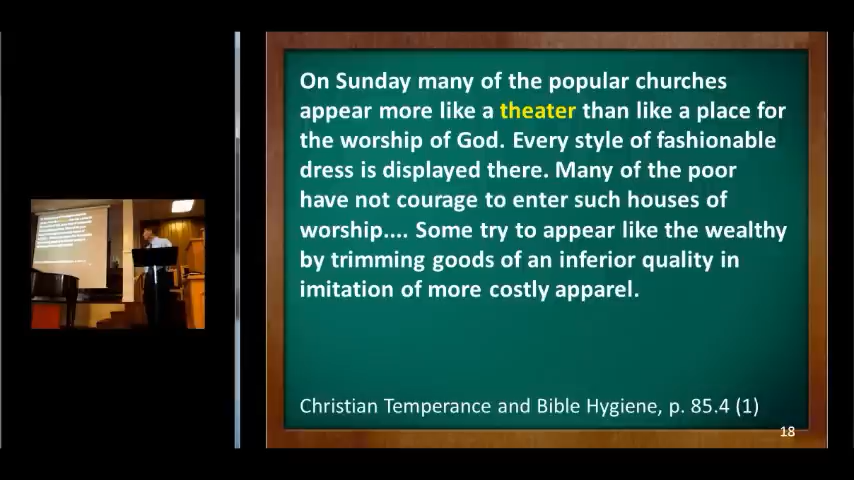 On Sunday many of the popular churches
appear more like a theater than like a place for
the worship of God. Every style of fashionable
dress is displayed there. Many of the poor
have not courage to enter such houses of
worship.... Some try to appear like the wealthy
by trimming goods of an inferior quality in
imitation of more costly apparel.
Christian Temperance and Bible Hygiene, p. 85.4 (1)
18